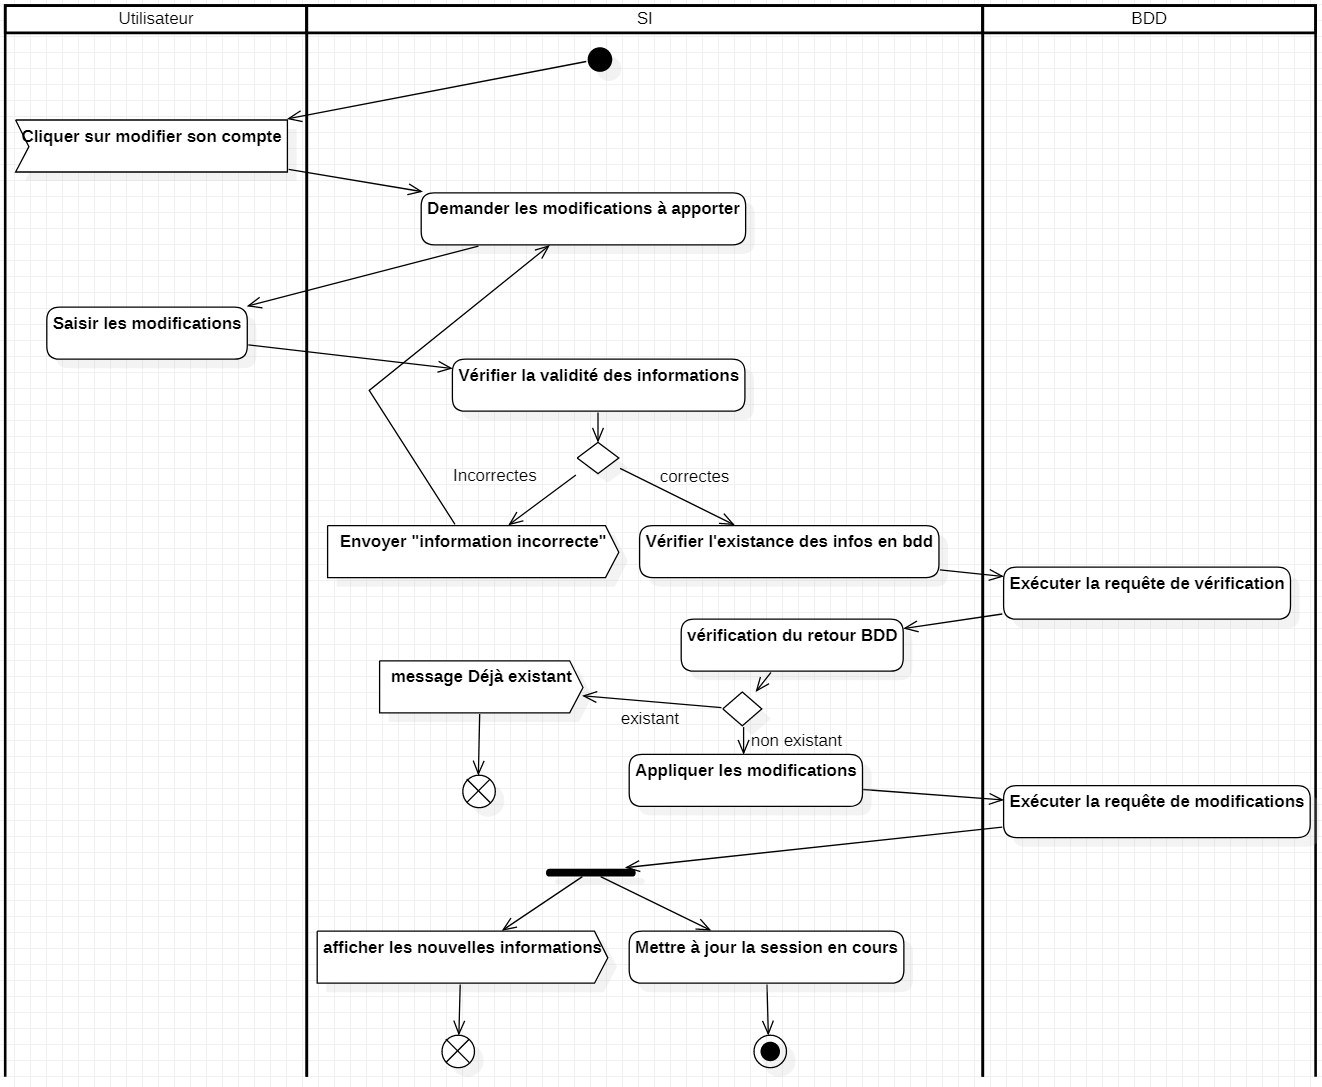 Utilisateur
SI
BDD
Cliquer sur modifier son compte
Demander les modifications à apporter
Saisir les modifications
Vérifier la validité des informations
Incorrectes
correctes
Envoyer "information incorrecte"
Vérifier l'existance des infos en bdd
Exécuter la requête de vérification
vérification du retour BDD
message Déjà existant
existant
non existant
Appliquer les modifications
Exécuter la requête de modifications
afficher les nouvelles informations
Mettre à jour la session en cours